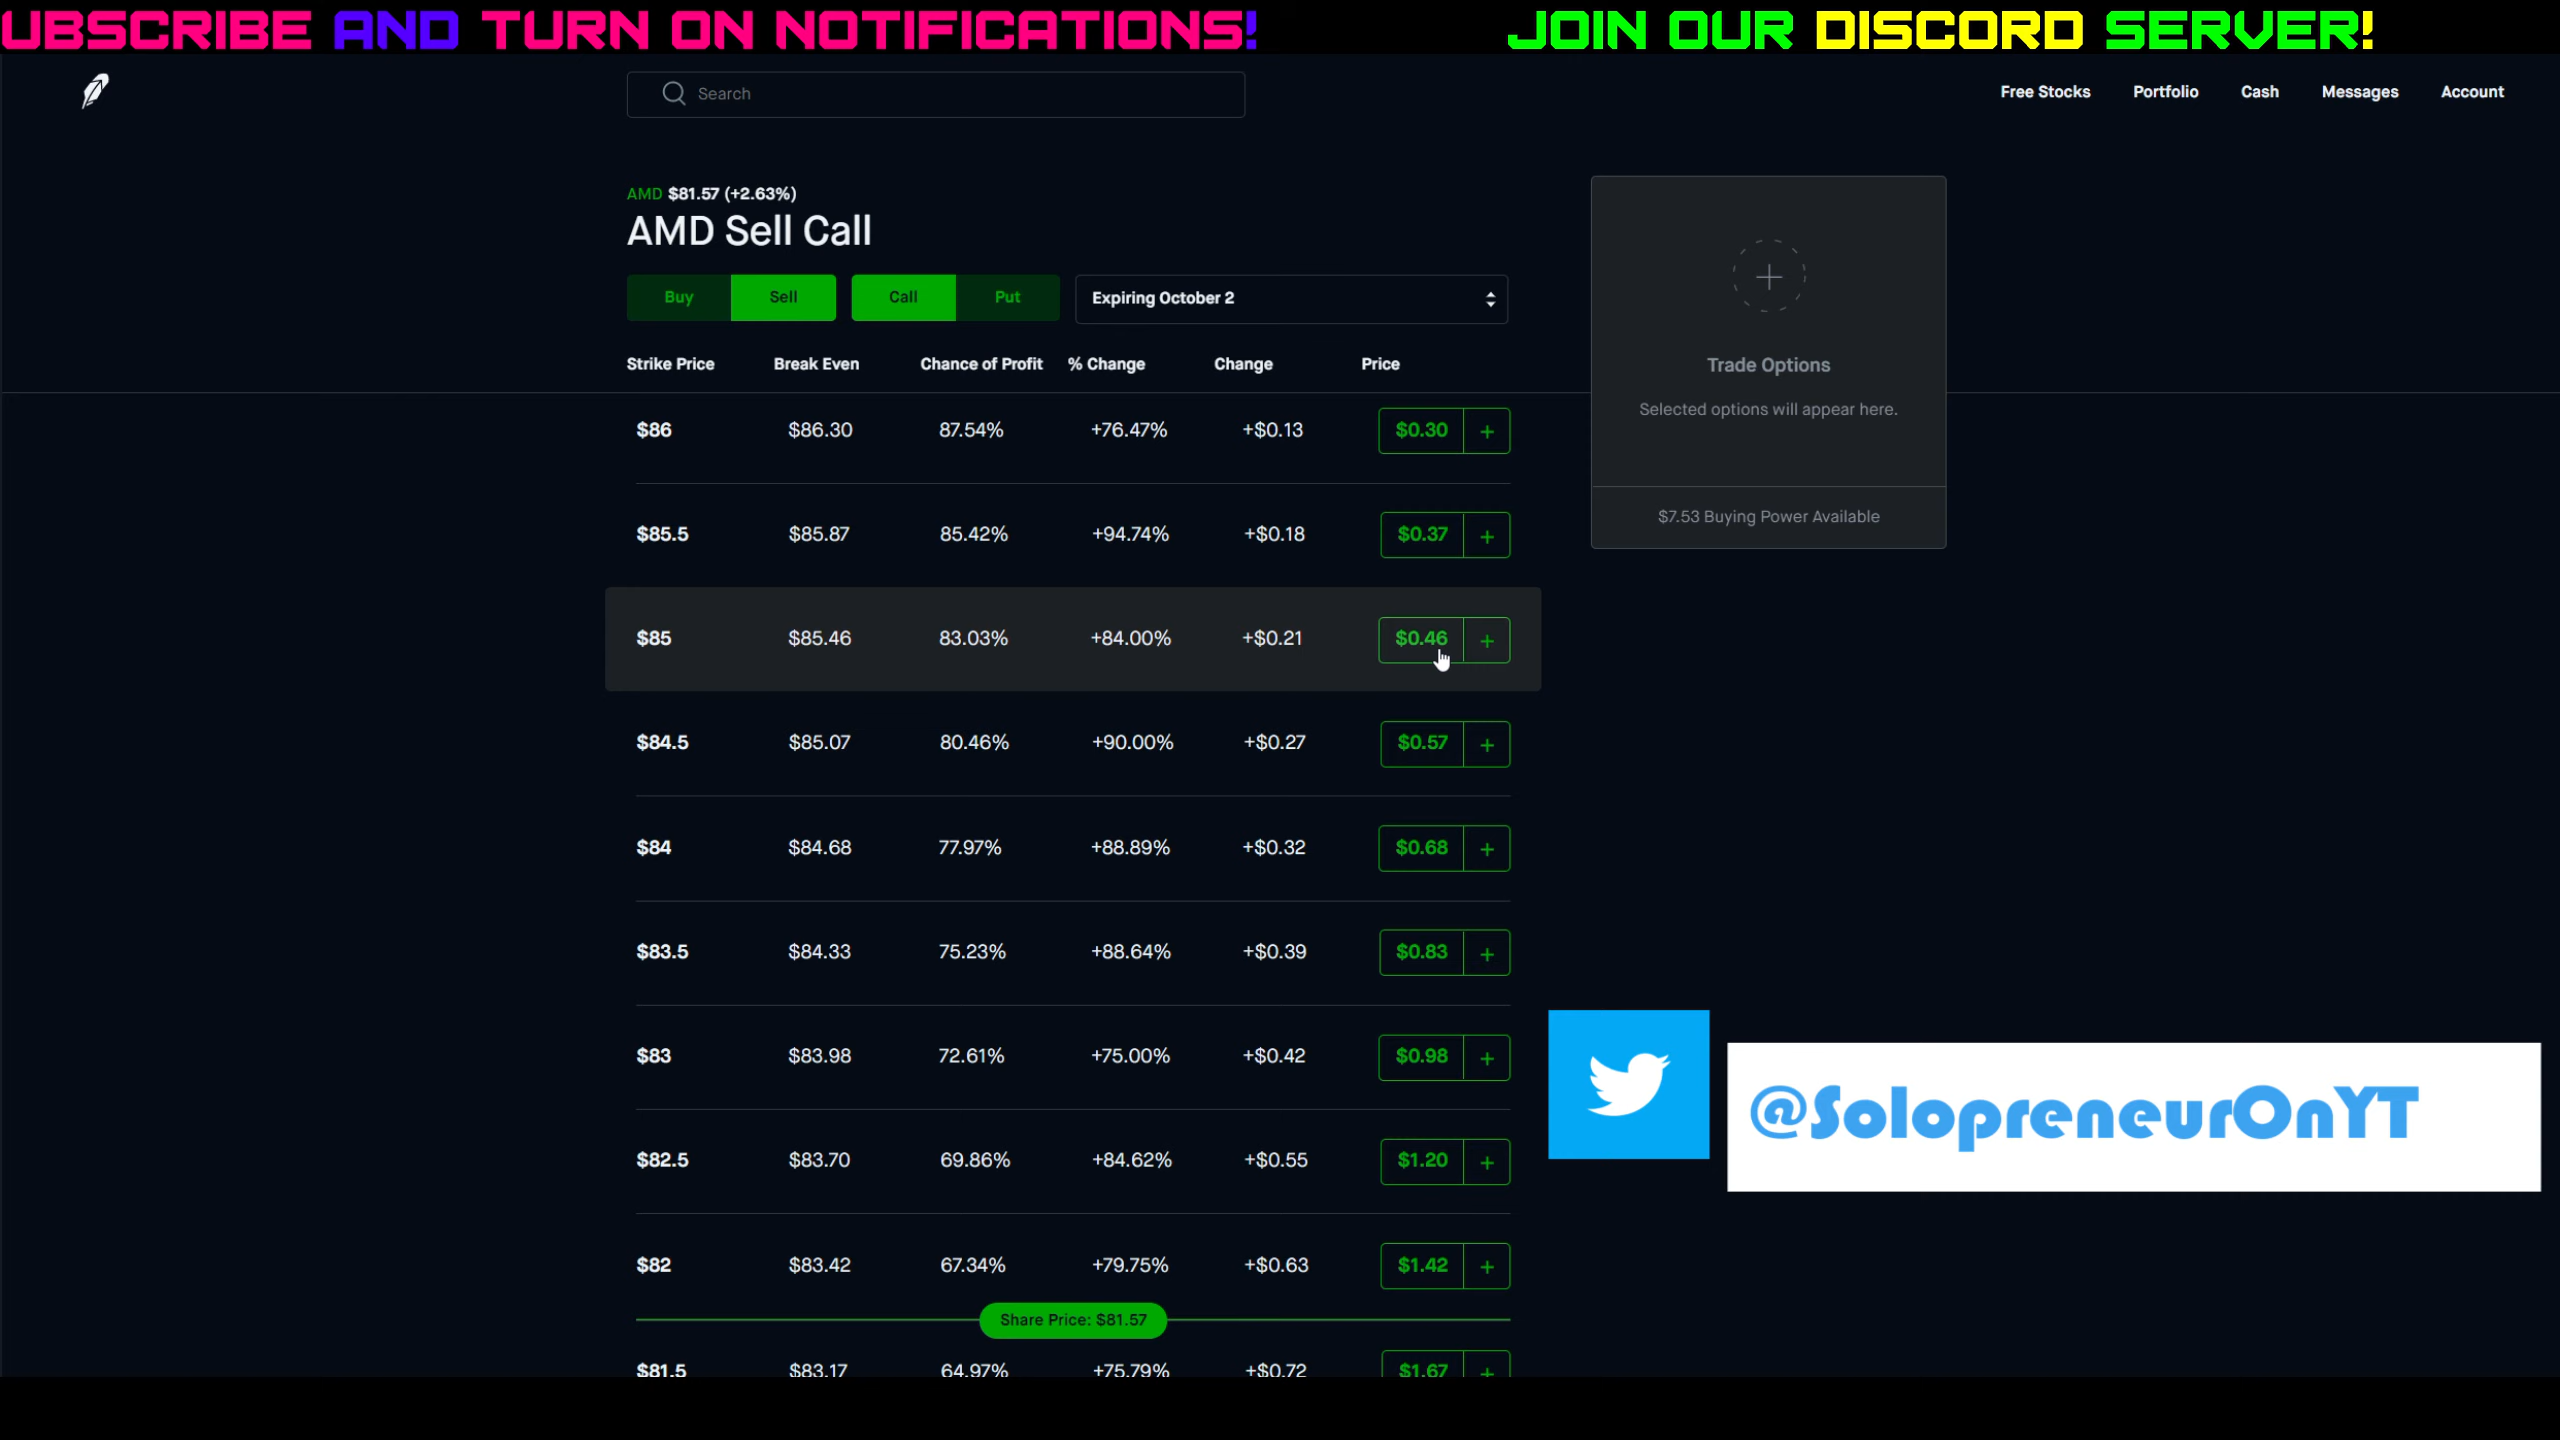 UBSCRIBE AND TURN ON NOTIFICATIONS! JOIN OUR DISCORD SERVER!
Search
Free Stocks Portfolio Cash Messages Account
AMD $81.57 (+2.63%)
AMD Sell Call
Buy Sell Call Put Expiring October 2
Strike Price Break Even Chance of Profit % Change Change Price
$86 $86.30 87.54% +76.47% +$0.13 $0.30 +
$85.5 $85.87 85.42% +94.74% +$0.18 $0.37 +
$85 $85.46 83.03% +84.00% +$0.21 $0.46 +
$84.5 $85.07 80.46% +90.00% +$0.27 $0.57 +
$84 $84.68 77.97% +88.89% +$0.32 $0.68 +
$83.5 $84.33 75.23% +88.64% +$0.39 $0.83 +
$83 $83.98 72.61% +75.00% +$0.42 $0.98 +
$82.5 $83.70 69.86% +84.62% +$0.55 $1.20 +
$82 $83.42 67.34% +79.75% +$0.63 $1.42 +
Share Price: $81.57
$81.5 $83.17 64.97% +75.79% +$0.72 $1.67 +
Trade Options
Selected options will appear here.
$7.53 Buying Power Available
@SolopreneurOnYT